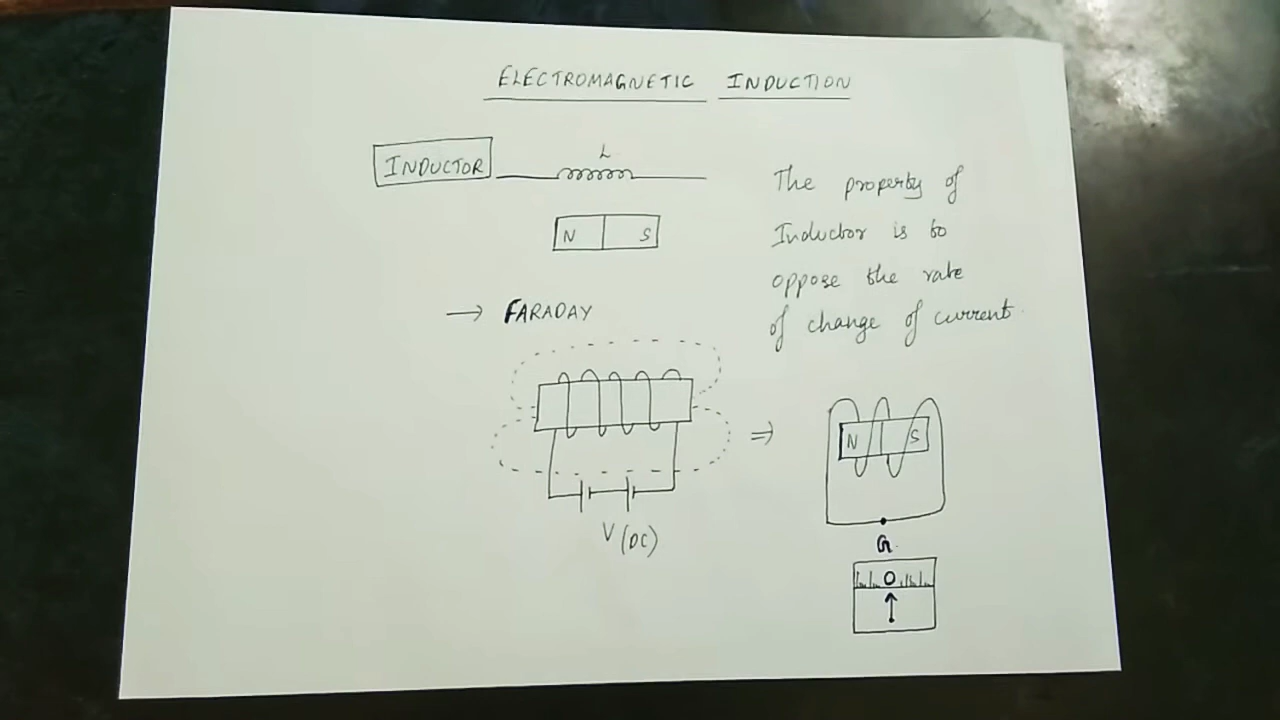 ELECTROMAGNETIC INDUCTION
INDUCTOR
L
N S
The property of
Inductor is to
oppose the rate
of change of current
→ FARADAY
⇒
V (DC)
N S
G
0